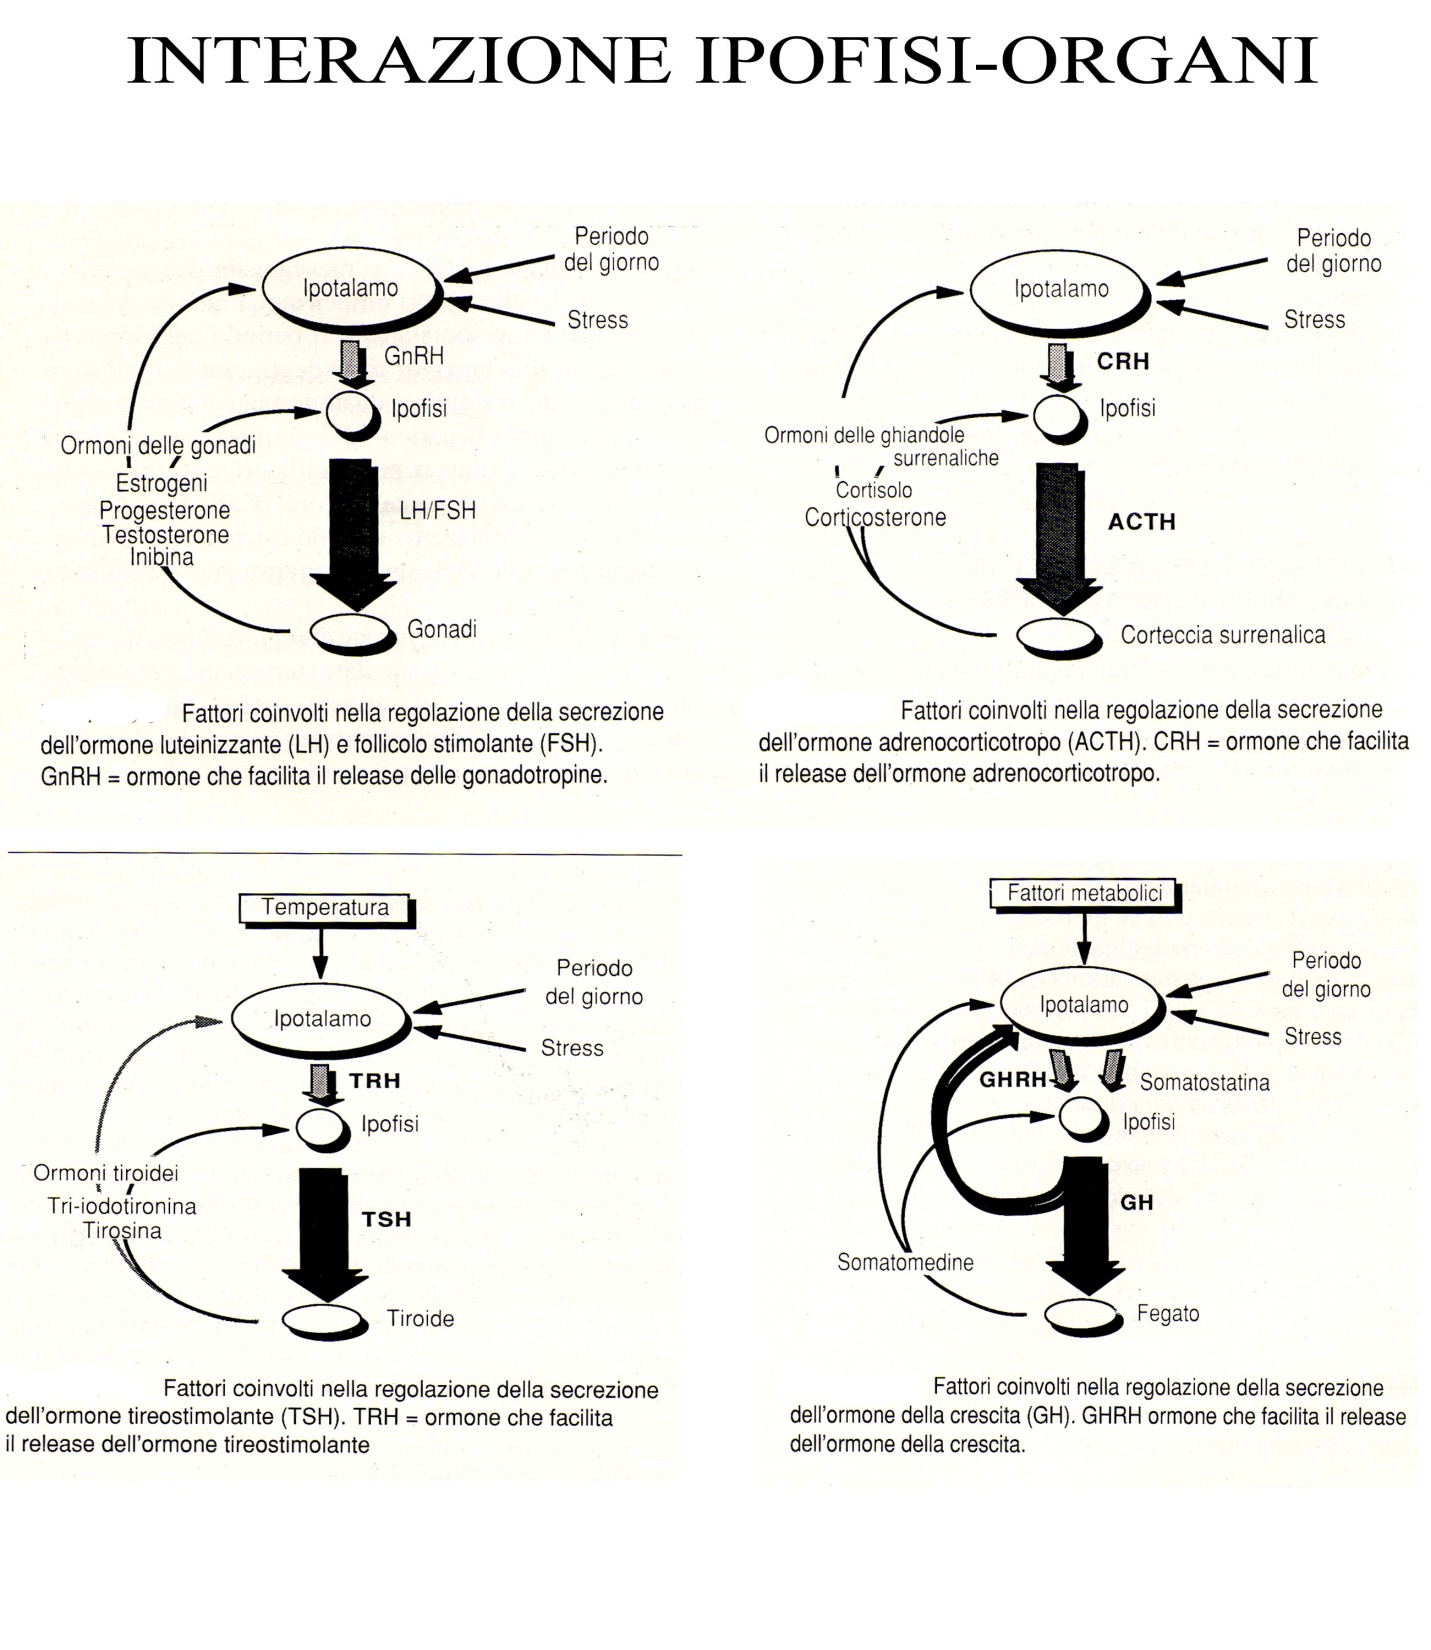 INTERAZIONE IPOFISI-ORGANI
Periodo
del giorno
Ipotalamo
Stress
GnRH
Ipofisi
Ormoni delle gonadi
Estrogeni
Progesterone
Testosterone
Inibina
LH/FSH
Gonadi
Fattori coinvolti nella regolazione della secrezione
dell'ormone luteinizzante (LH) e follicolo stimolante (FSH).
GnRH = ormone che facilita il release delle gonadotropine.
Periodo
del giorno
Ipotalamo
Stress
CRH
Ipofisi
Ormoni delle ghiandole
surrenaliche
Cortisolo
Corticosterone
ACTH
Corteccia surrenalica
Fattori coinvolti nella regolazione della secrezione
dell'ormone adrenocorticotropo (ACTH). CRH = ormone che facilita
il release dell'ormone adrenocorticotropo.
Temperatura
Periodo
del giorno
Ipotalamo
Stress
TRH
Ipofisi
Ormoni tiroidei
Tri-iodotironina
Tirosina
TSH
Tiroide
Fattori coinvolti nella regolazione della secrezione
dell'ormone tireostimolante (TSH). TRH = ormone che facilita
il release dell'ormone tireostimolante
Fattori metabolici
Periodo
del giorno
Ipotalamo
Stress
GHRH
Somatostatina
Ipofisi
GH
Somatomedine
Fegato
Fattori coinvolti nella regolazione della secrezione
dell'ormone della crescita (GH). GHRH ormone che facilita il release
dell'ormone della crescita.